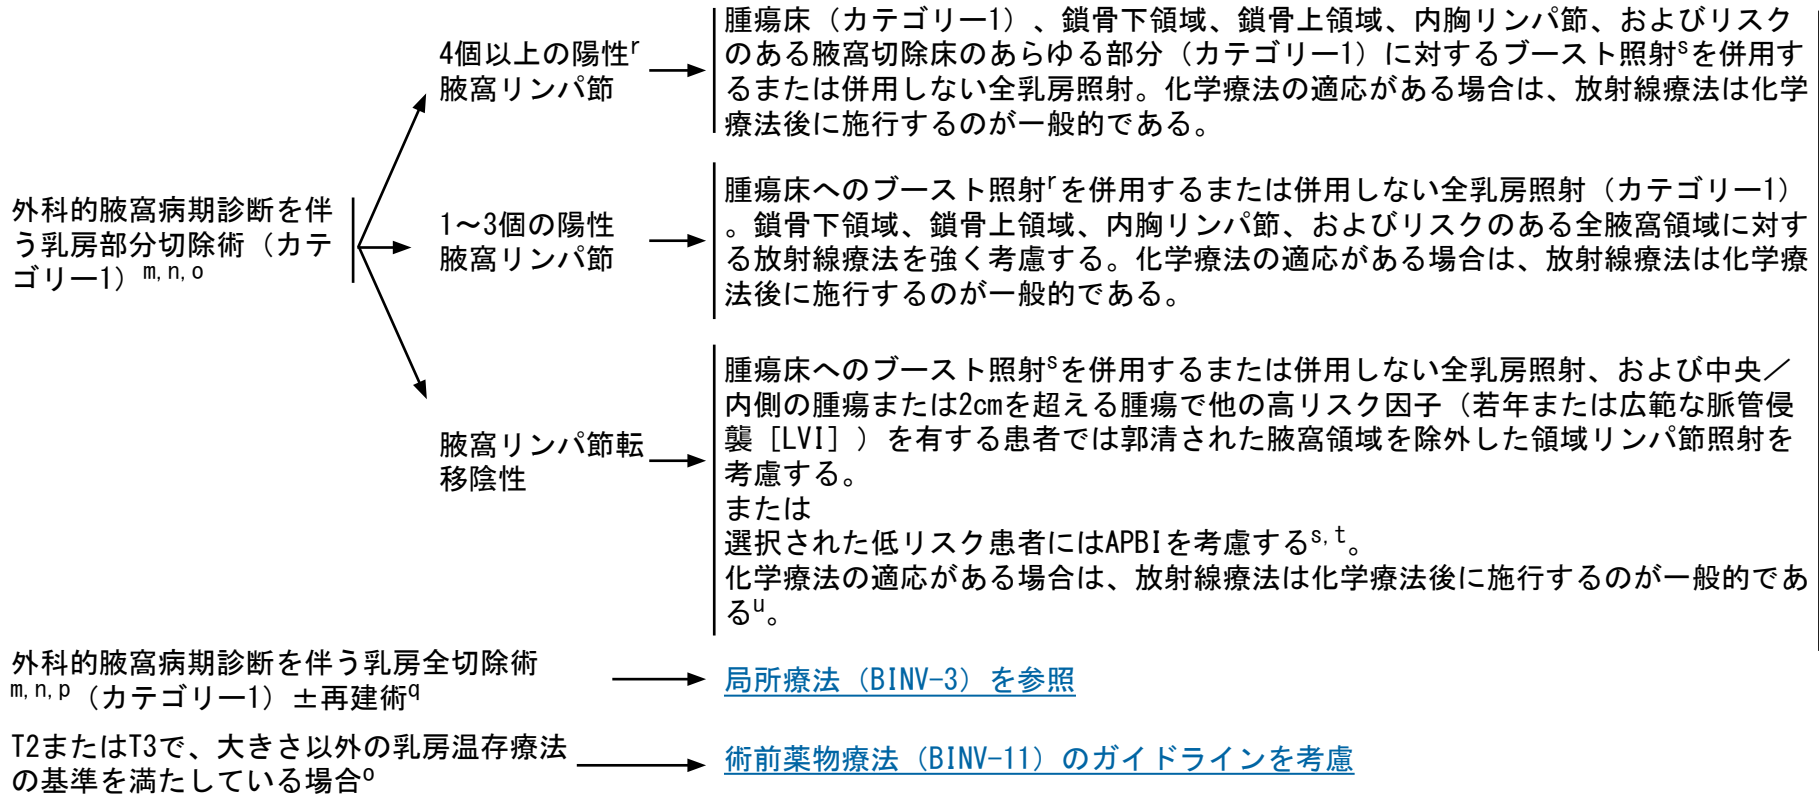 4個以上の陽性r
腋窩リンパ節
腫瘍床（カテゴリー1）、鎖骨下領域、鎖骨上領域、内胸リンパ節、およびリスク
のある腋窩切除床のあらゆる部分（カテゴリー1）に対するブースト照射sを併用す
るまたは併用しない全乳房照射。化学療法の適応がある場合は、放射線療法は化学
療法後に施行するのが一般的である。
外科的腋窩病期診断を伴
う乳房部分切除術（カテ
ゴリー1）m, n, o
1～3個の陽性
腋窩リンパ節
腫瘍床へのブースト照射rを併用するまたは併用しない全乳房照射（カテゴリー1）
。鎖骨下領域、鎖骨上領域、内胸リンパ節、およびリスクのある全腋窩領域に対す
る放射線療法を強く考慮する。化学療法の適応がある場合は、放射線療法は化学療
法後に施行するのが一般的である。
腋窩リンパ節転
移陰性
腫瘍床へのブースト照射sを併用するまたは併用しない全乳房照射、および中央／
内側の腫瘍または2cmを超える腫瘍で他の高リスク因子（若年または広範な脈管侵
襲［LVI］）を有する患者では郭清された腋窩領域を除外した領域リンパ節照射を
考慮する。
または
選択された低リスク患者にはAPBIを考慮するs, t。
化学療法の適応がある場合は、放射線療法は化学療法後に施行するのが一般的であ
るu。
外科的腋窩病期診断を伴う乳房全切除術
m, n, p（カテゴリー1）±再建術q
局所療法（BINV-3）を参照
T2またはT3で、大きさ以外の乳房温存療法
の基準を満たしている場合o
術前薬物療法（BINV-11）のガイドラインを考慮